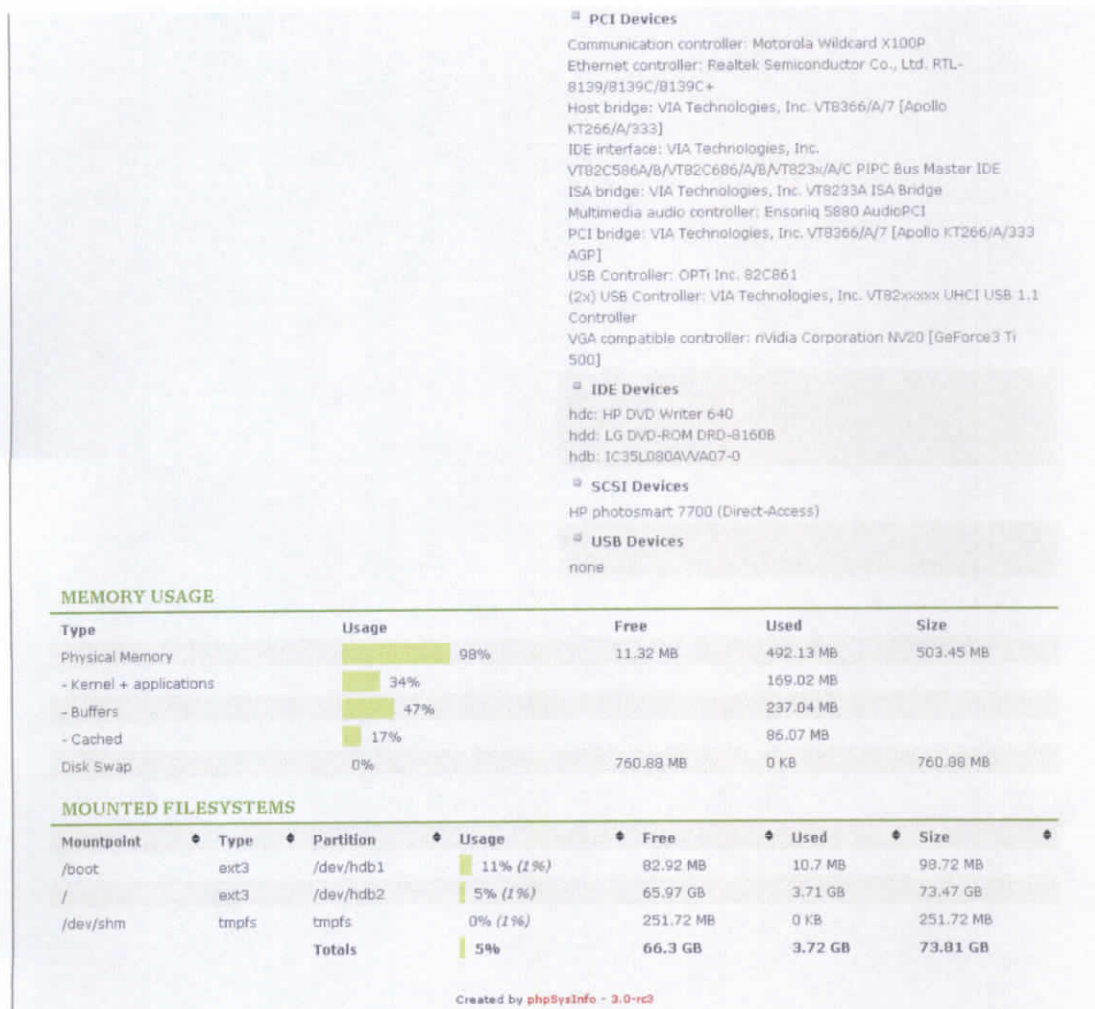 PCI Devices
Communication controller: Motorola Wildcard X100P
Ethernet controller: Realtek Semiconductor Co., Ltd. RTL-
8139/8139C/8139C+
Host bridge: VIA Technologies, Inc. VT8366/A/7 [Apollo
KT266/A/333]
IDE interface: VIA Technologies, Inc.
VT82C586A/B/VT82C686/A/B/VT823x/A/C PIPC Bus Master IDE
ISA bridge: VIA Technologies, Inc. VT8233A ISA Bridge
Multimedia audio controller: Ensoniq 5880 AudioPCI
PCI bridge: VIA Technologies, Inc. VT8366/A/7 [Apollo KT266/A/333
AGP]
USB Controller: OPTi Inc. 82C861
(2x) USB Controller: VIA Technologies, Inc. VT82xxxxx UHCI USB 1.1
Controller
VGA compatible controller: nVidia Corporation NV20 [GeForce3 Ti
500]
IDE Devices
hdc: HP DVD Writer 640
hdd: LG DVD-ROM DRD-8160B
hdb: IC35L080AVVA07-0
SCSI Devices
HP photosmart 7700 (Direct-Access)
USB Devices
none
MEMORY USAGE
Type Usage Free Used Size
Physical Memory 98% 11.32 MB 492.13 MB 503.45 MB
- Kernel + applications 34% 169.02 MB
- Buffers 47% 237.04 MB
- Cached 17% 86.07 MB
Disk Swap 0% 760.88 MB 0 KB 760.88 MB
MOUNTED FILESYSTEMS
Mountpoint Type Partition Usage Free Used Size
/boot ext3 /dev/hdb1 11% (1%) 82.92 MB 10.7 MB 98.72 MB
/ ext3 /dev/hdb2 5% (1%) 65.97 GB 3.71 GB 73.47 GB
/dev/shm tmpfs tmpfs 0% (1%) 251.72 MB 0 KB 251.72 MB
Totals 5% 66.3 GB 3.72 GB 73.81 GB
Created by phpSysInfo - 3.0-rc3